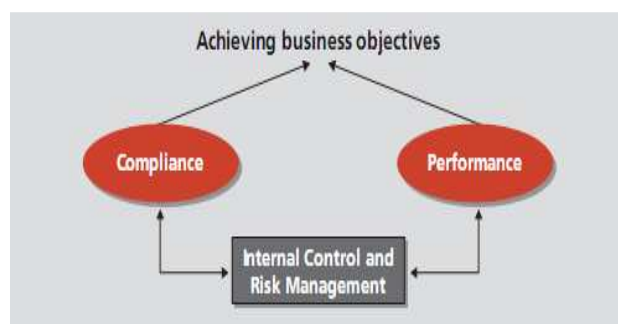 Achieving business objectives
Compliance
Performance
Internal Control and
Risk Management